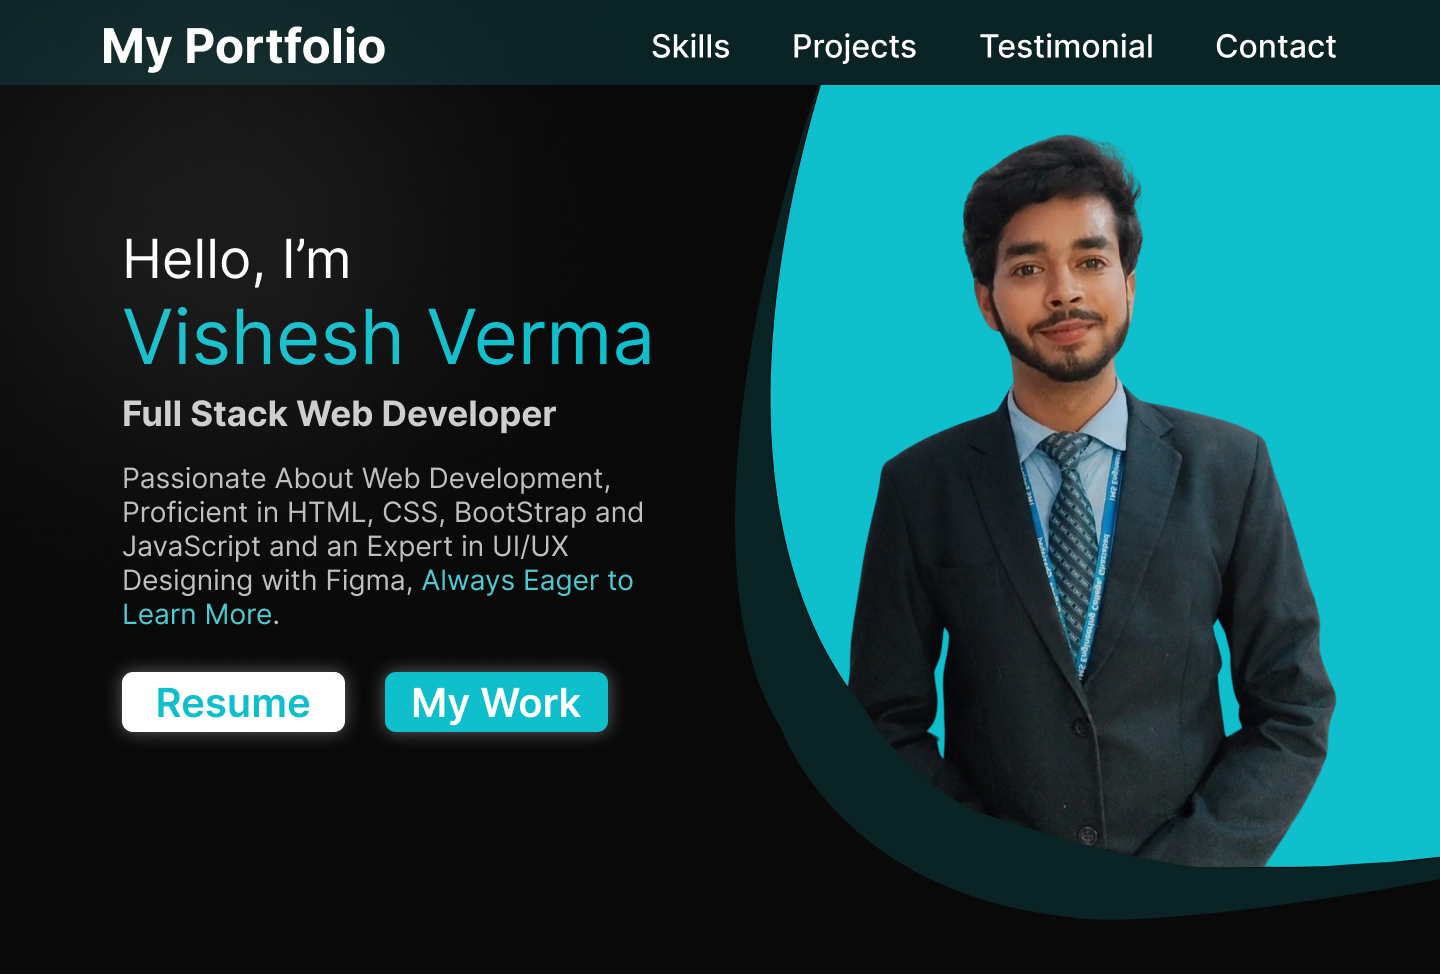 My Portfolio
Skills Projects Testimonial Contact
Hello, I’m
Vishesh Verma
Full Stack Web Developer
Passionate About Web Development,
Proficient in HTML, CSS, BootStrap and
JavaScript and an Expert in UI/UX
Designing with Figma, Always Eager to
Learn More.
Resume
My Work